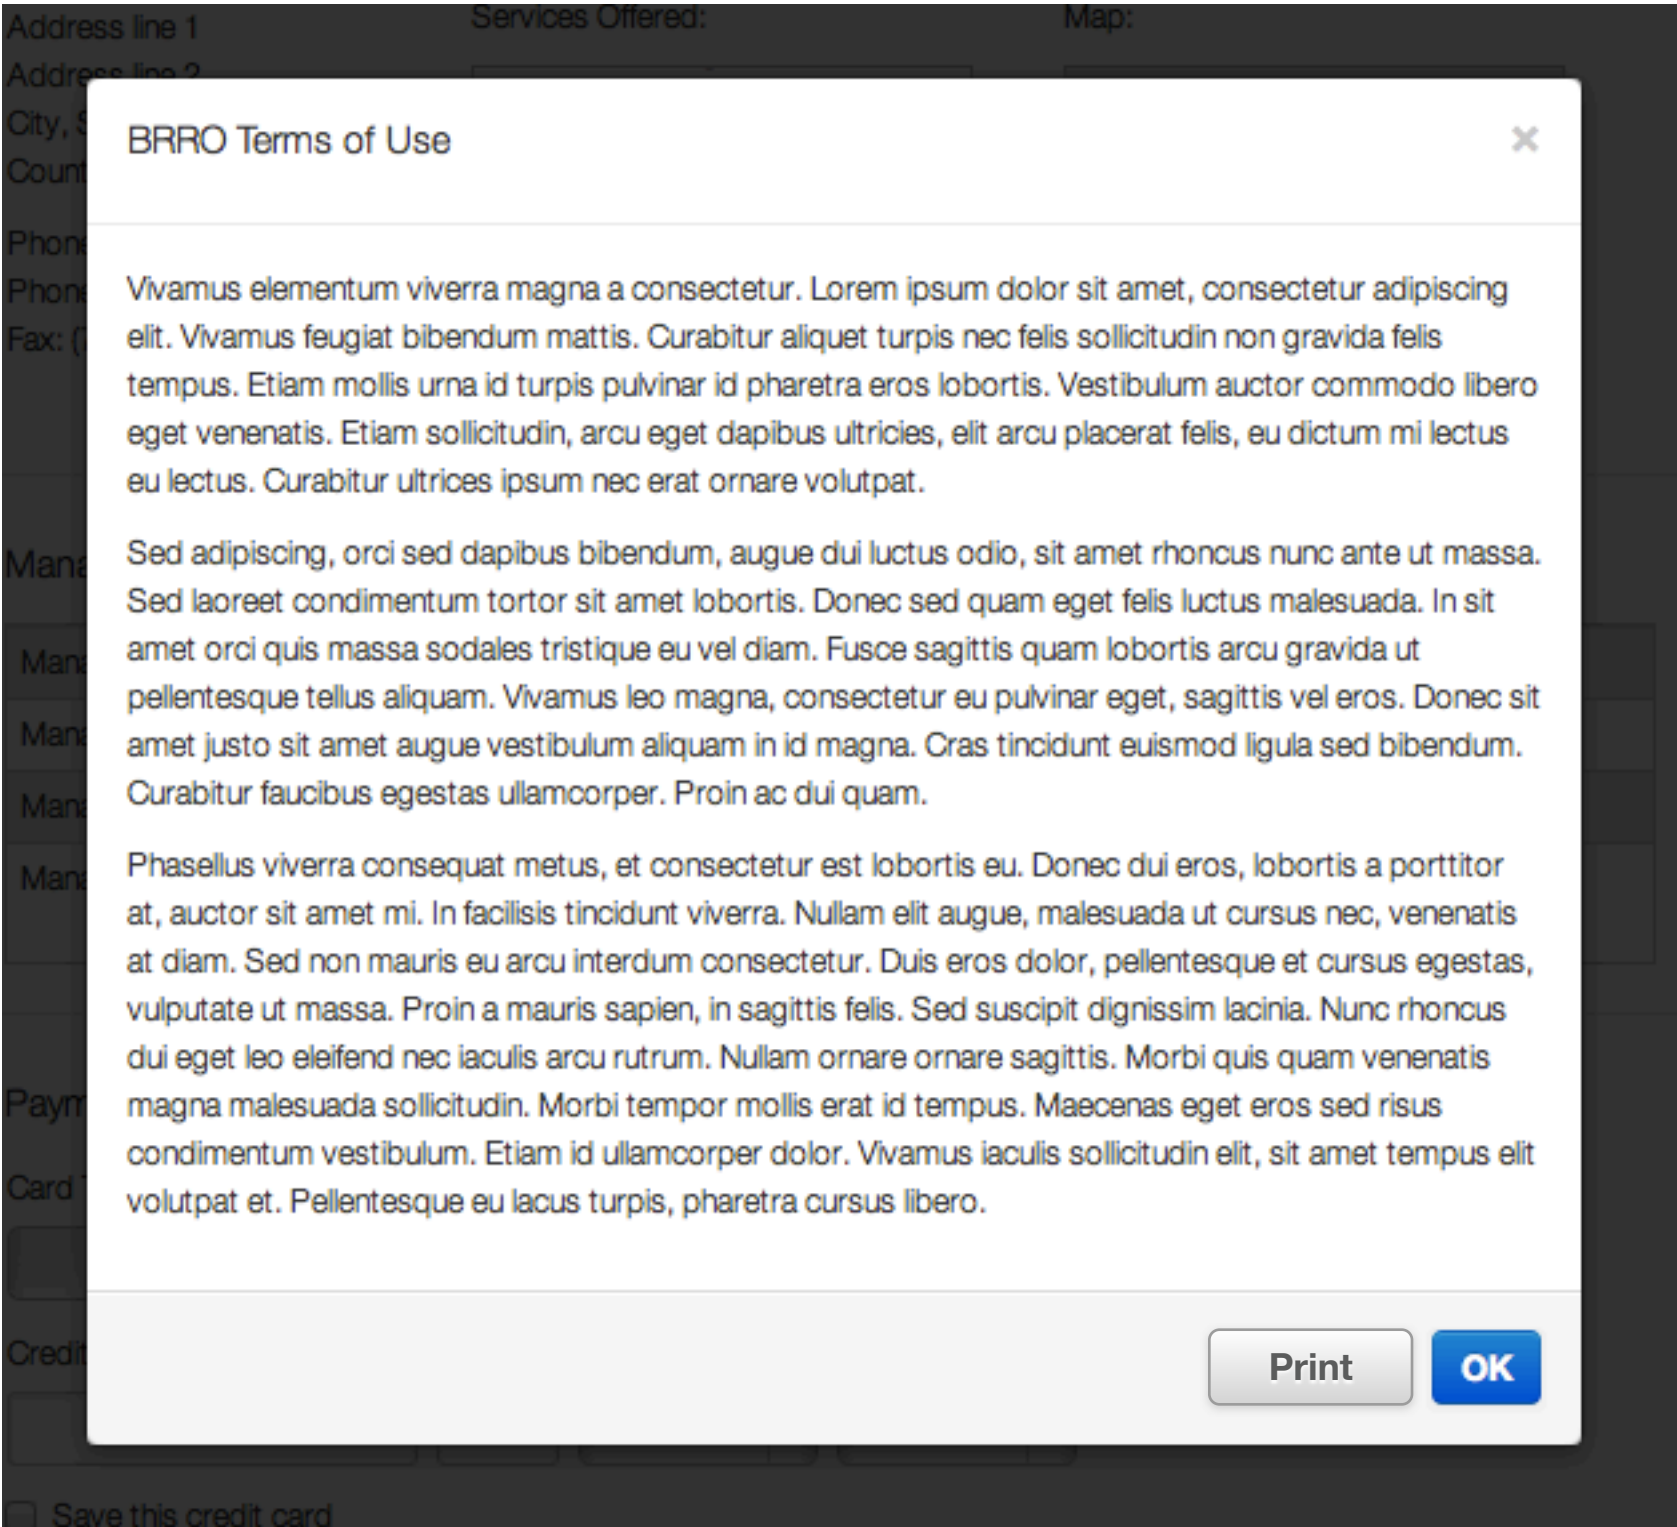 Address line 1
Services Offered:
Map:
Address line 2
City,
Phone
Phone
Fax:
Card
Credit
Save this credit card
BRRO Terms of Use
×
Vivamus elementum viverra magna a consectetur. Lorem ipsum dolor sit amet, consectetur adipiscing
elit. Vivamus feugiat bibendum mattis. Curabitur aliquet turpis nec felis sollicitudin non gravida felis
tempus. Etiam mollis urna id turpis pulvinar id pharetra eros lobortis. Vestibulum auctor commodo libero
eget venenatis. Etiam sollicitudin, arcu eget dapibus ultricies, elit arcu placerat felis, eu dictum mi lectus
eu lectus. Curabitur ultrices ipsum nec erat ornare volutpat.
Sed adipiscing, orci sed dapibus bibendum, augue dui luctus odio, sit amet rhoncus nunc ante ut massa.
Sed laoreet condimentum tortor sit amet lobortis. Donec sed quam eget felis luctus malesuada. In sit
amet orci quis massa sodales tristique eu vel diam. Fusce sagittis quam lobortis arcu gravida ut
pellentesque tellus aliquam. Vivamus leo magna, consectetur eu pulvinar eget, sagittis vel eros. Donec sit
amet justo sit amet augue vestibulum aliquam in id magna. Cras tincidunt euismod ligula sed bibendum.
Curabitur faucibus egestas ullamcorper. Proin ac dui quam.
Phasellus viverra consequat metus, et consectetur est lobortis eu. Donec dui eros, lobortis a porttitor
at, auctor sit amet mi. In facilisis tincidunt viverra. Nullam elit augue, malesuada ut cursus nec, venenatis
at diam. Sed non mauris eu arcu interdum consectetur. Duis eros dolor, pellentesque et cursus egestas,
vulputate ut massa. Proin a mauris sapien, in sagittis felis. Sed suscipit dignissim lacinia. Nunc rhoncus
dui eget leo eleifend nec iaculis arcu rutrum. Nullam ornare ornare sagittis. Morbi quis quam venenatis
magna malesuada sollicitudin. Morbi tempor mollis erat id tempus. Maecenas eget eros sed risus
condimentum vestibulum. Etiam id ullamcorper dolor. Vivamus iaculis sollicitudin elit, sit amet tempus elit
volutpat et. Pellentesque eu lacus turpis, pharetra cursus libero.
Print
OK